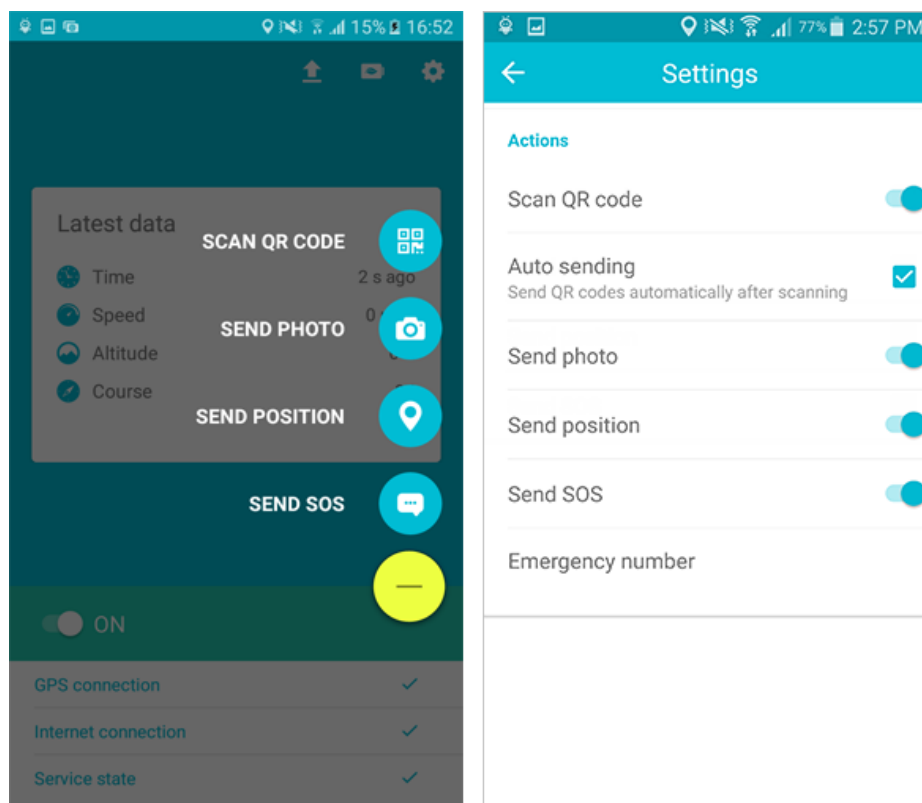 15% 16:52
Latest data
SCAN QR CODE
Time 2 s ago
Speed 0
SEND PHOTO
Altitude
Course
SEND POSITION
SEND SOS
ON
GPS connection
Internet connection
Service state
77% 2:57 PM
Settings
Actions
Scan QR code
Auto sending
Send QR codes automatically after scanning
Send photo
Send position
Send SOS
Emergency number